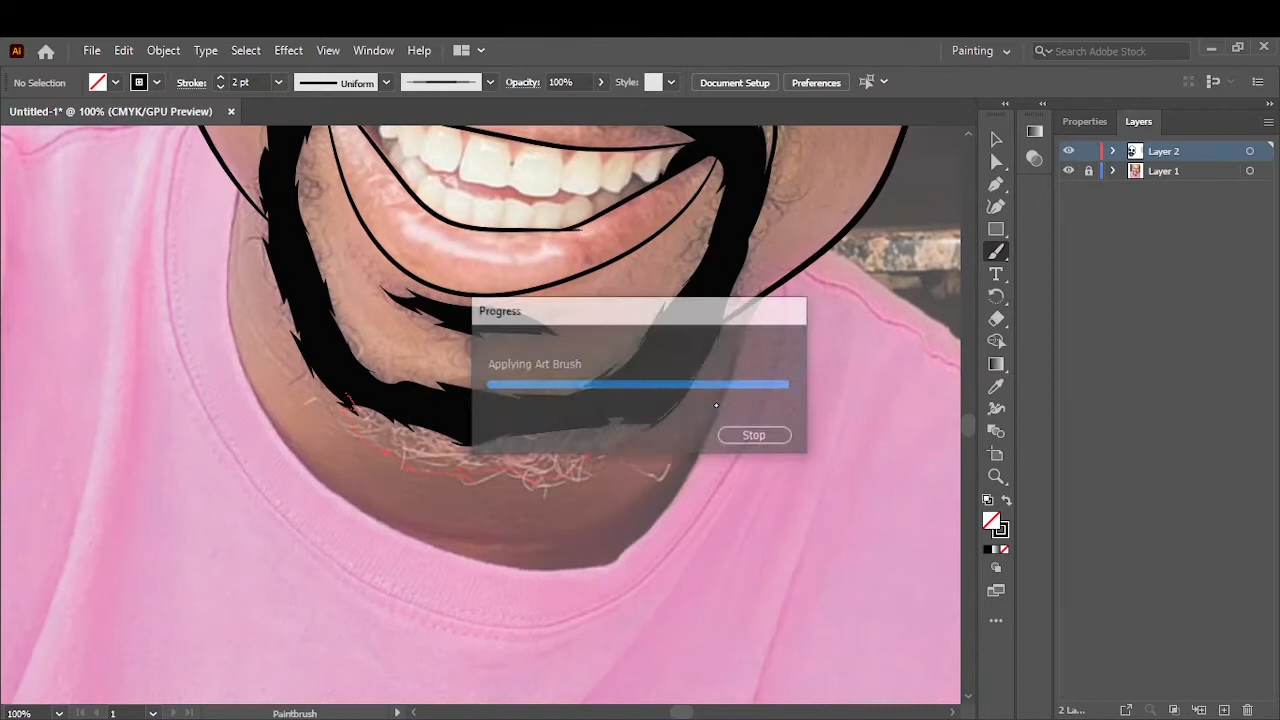 Ai File Edit Object Type Select Effect View Window Help Painting Search Adobe Stock
No Selection Stroke: 2 pt Uniform Opacity: 100% Style: Document Setup Preferences
Untitled-1* @ 100% (CMYK/GPU Preview) Properties Layers
Layer 2
Layer 1
Progress
Applying Art Brush
Stop
100% 1 Paintbrush 2 La...